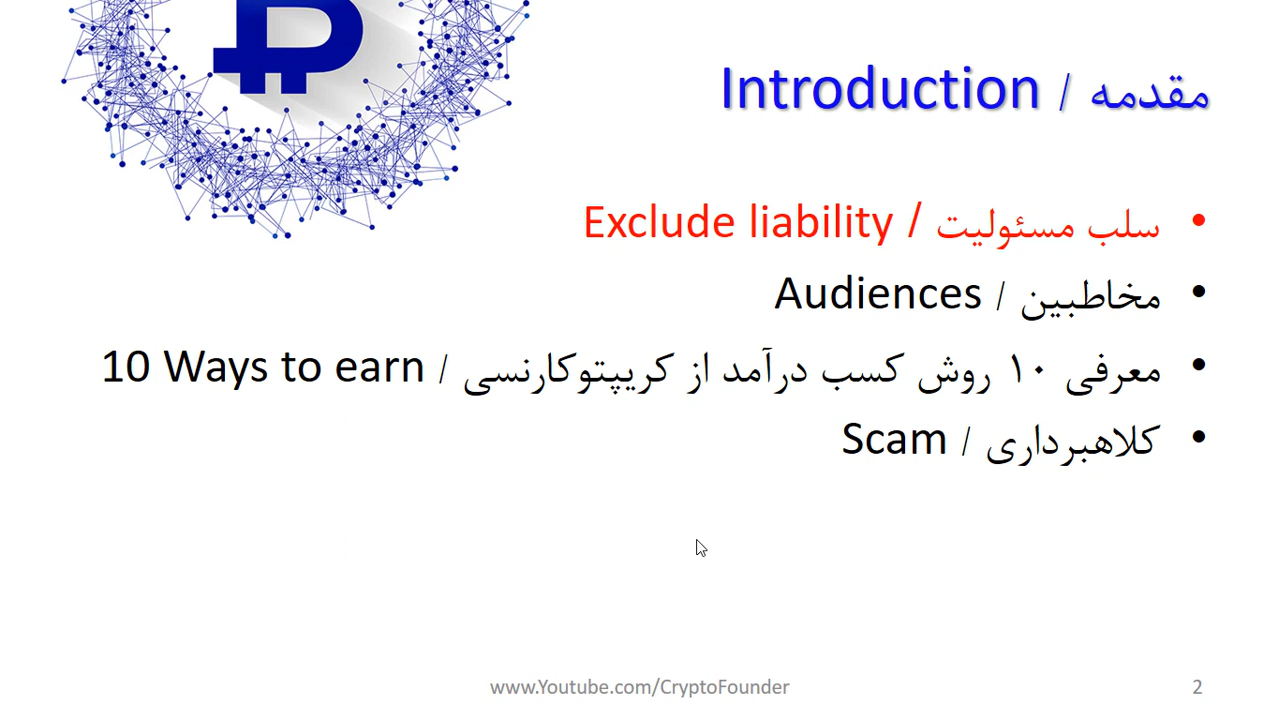 مقدمه / Introduction
• سلب مسئولیت / Exclude liability
• مخاطبین / Audiences
• معرفی ۱۰ روش کسب درآمد از کریپتوکارنسی / 10 Ways to earn
• کلاهبرداری / Scam
www.Youtube.com/CryptoFounder
2